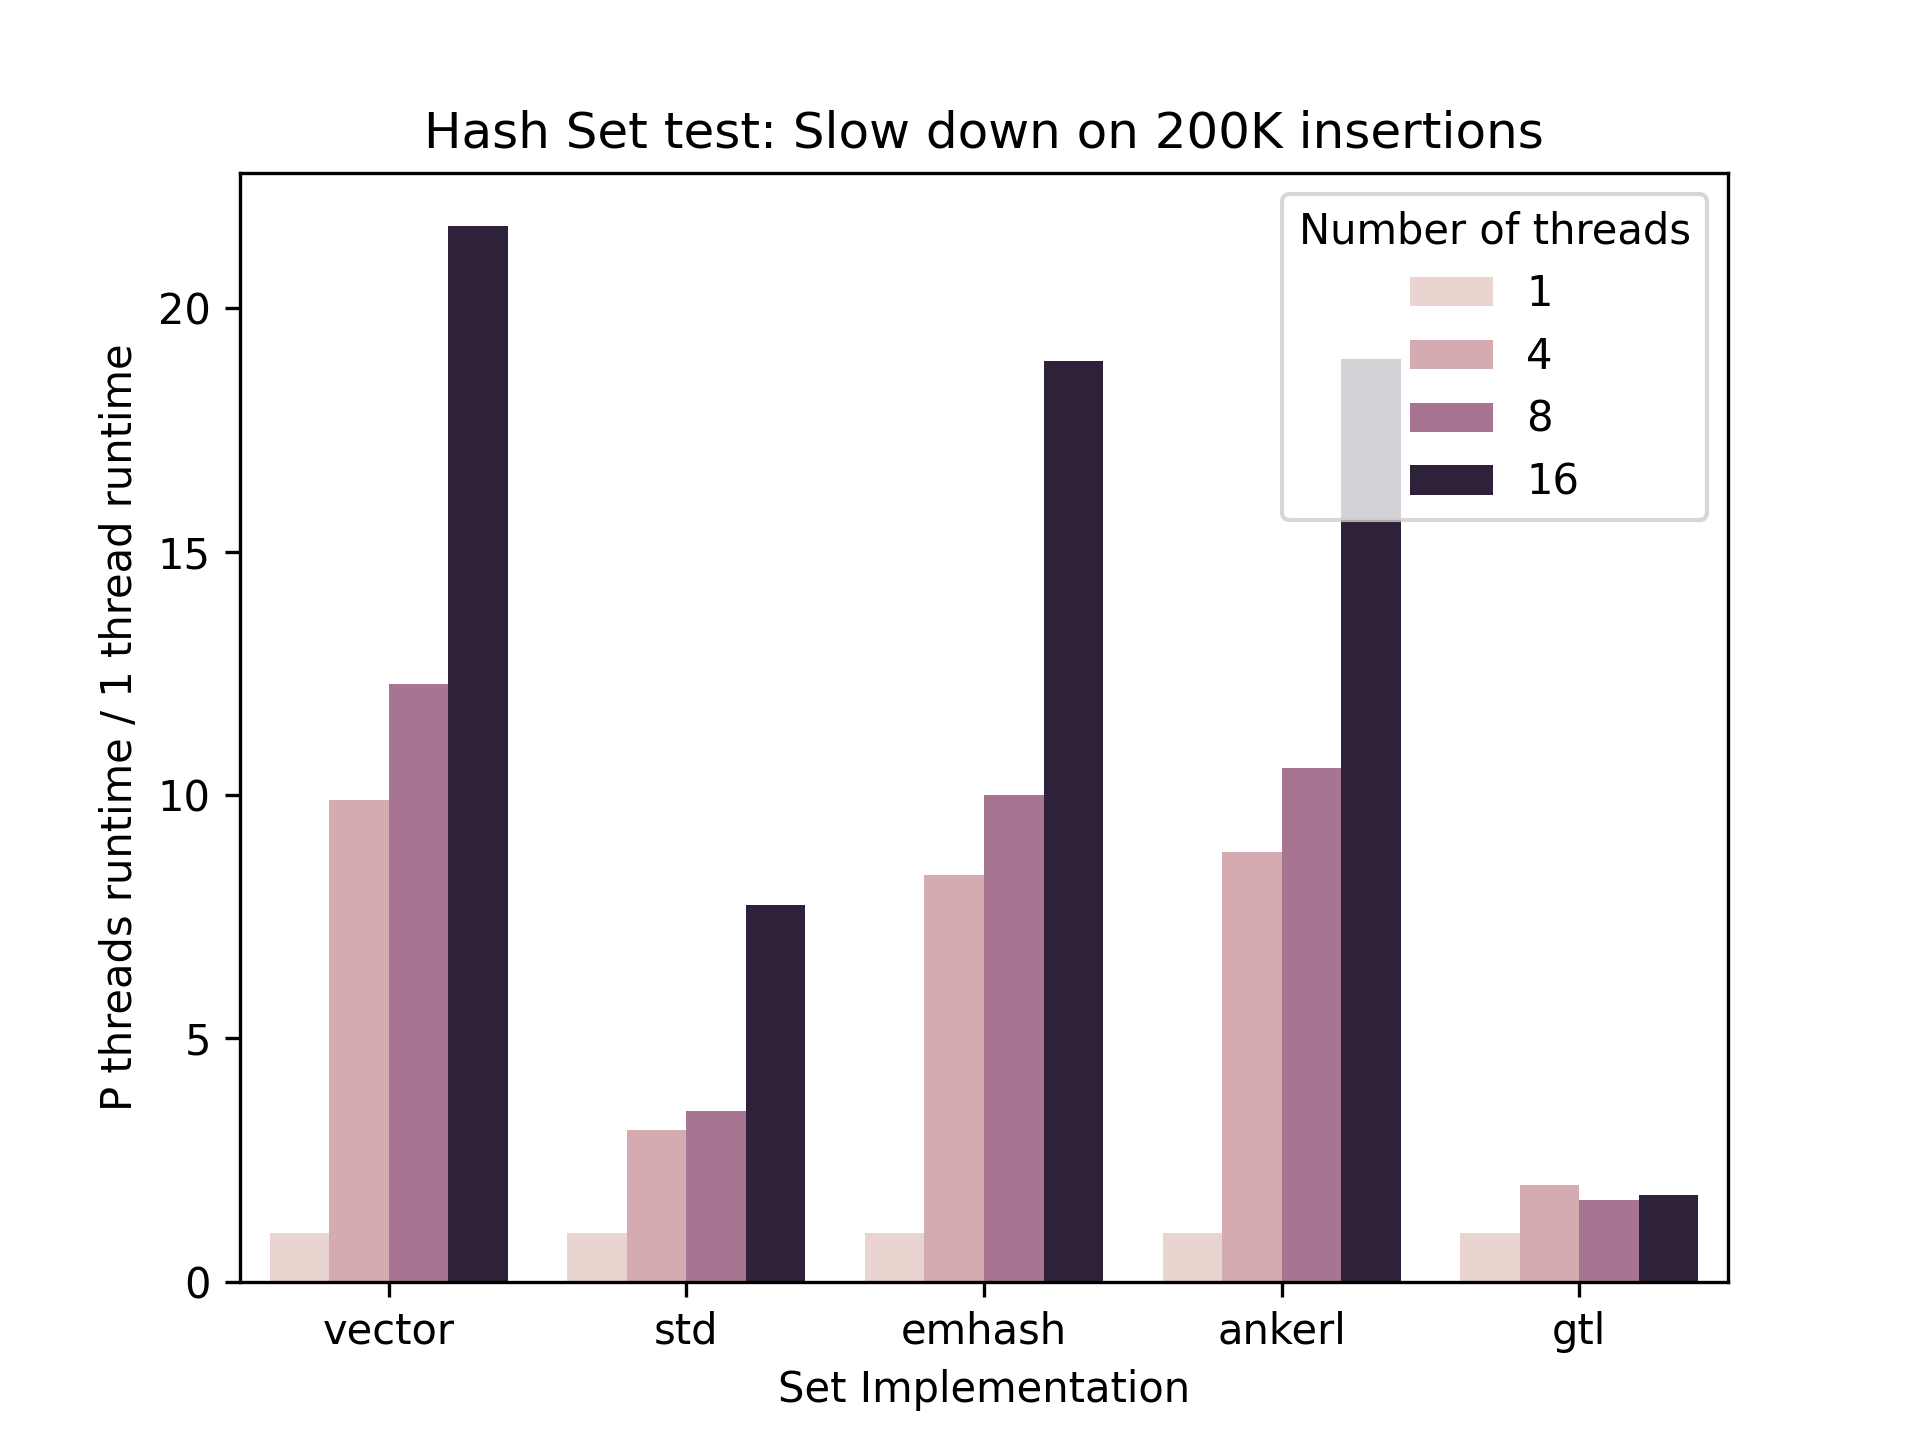 Hash Set test: Slow down on 200K insertions
P threads runtime / 1 thread runtime
20
15
10
5
0
Number of threads
1
4
8
16
vector std emhash ankerl gtl
Set Implementation